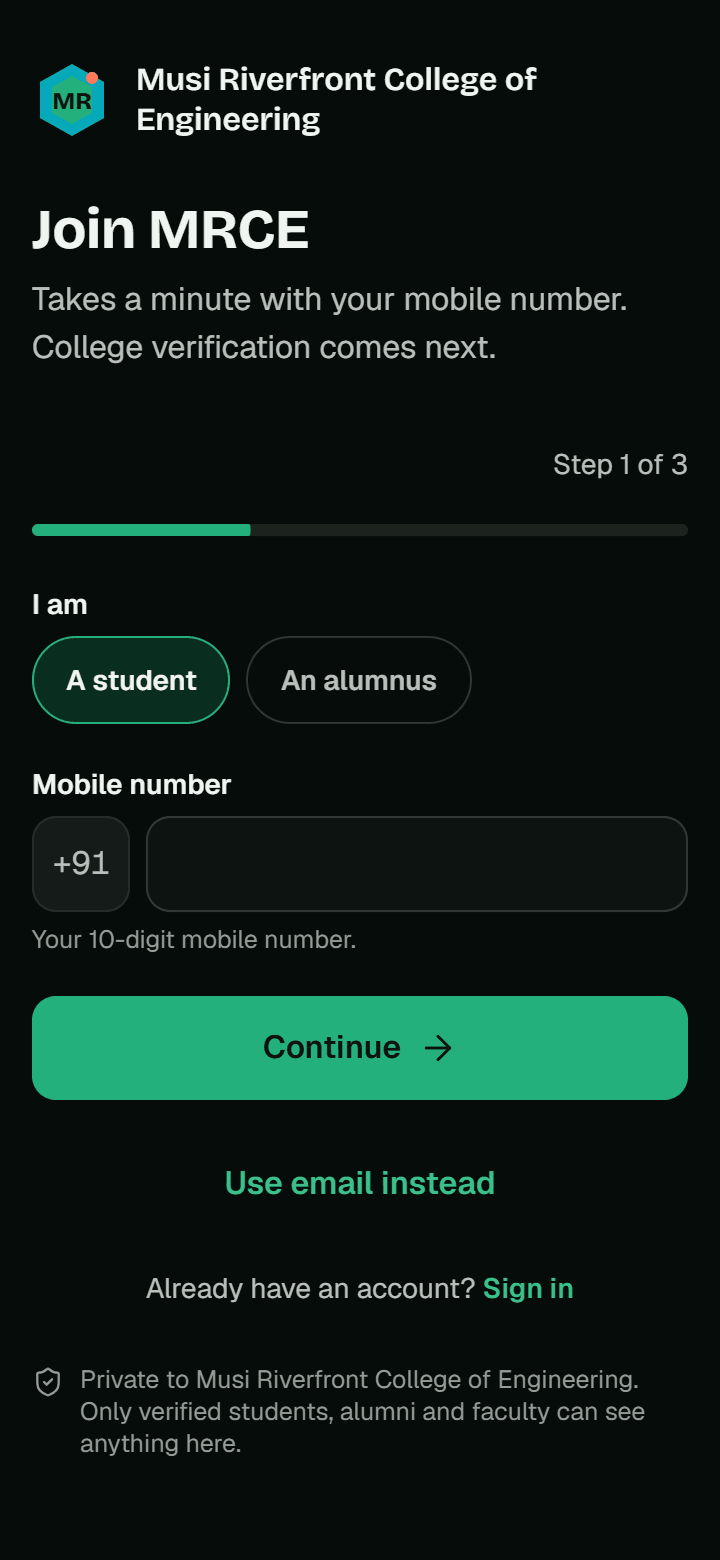 MR
Musi Riverfront College of
Engineering
Join MRCE
Takes a minute with your mobile number.
College verification comes next.
Step 1 of 3
I am
A student
An alumnus
Mobile number
+91
Your 10-digit mobile number.
Continue
Use email instead
Already have an account? Sign in
Private to Musi Riverfront College of Engineering.
Only verified students, alumni and faculty can see
anything here.